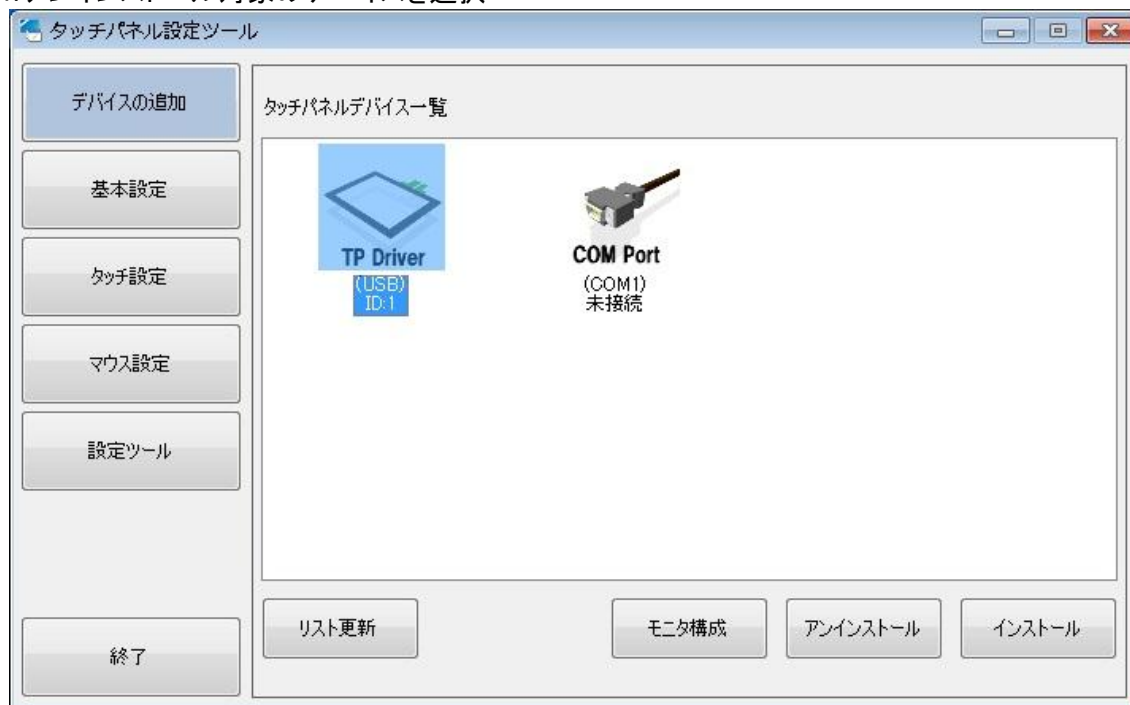 タッチパネル設定ツール
デバイスの追加
基本設定
タッチ設定
マウス設定
設定ツール
終了
タッチパネルデバイス一覧
TP Driver
(USB)
ID:1
COM Port
(COM1)
未接続
リスト更新
モニタ構成
アンインストール
インストール